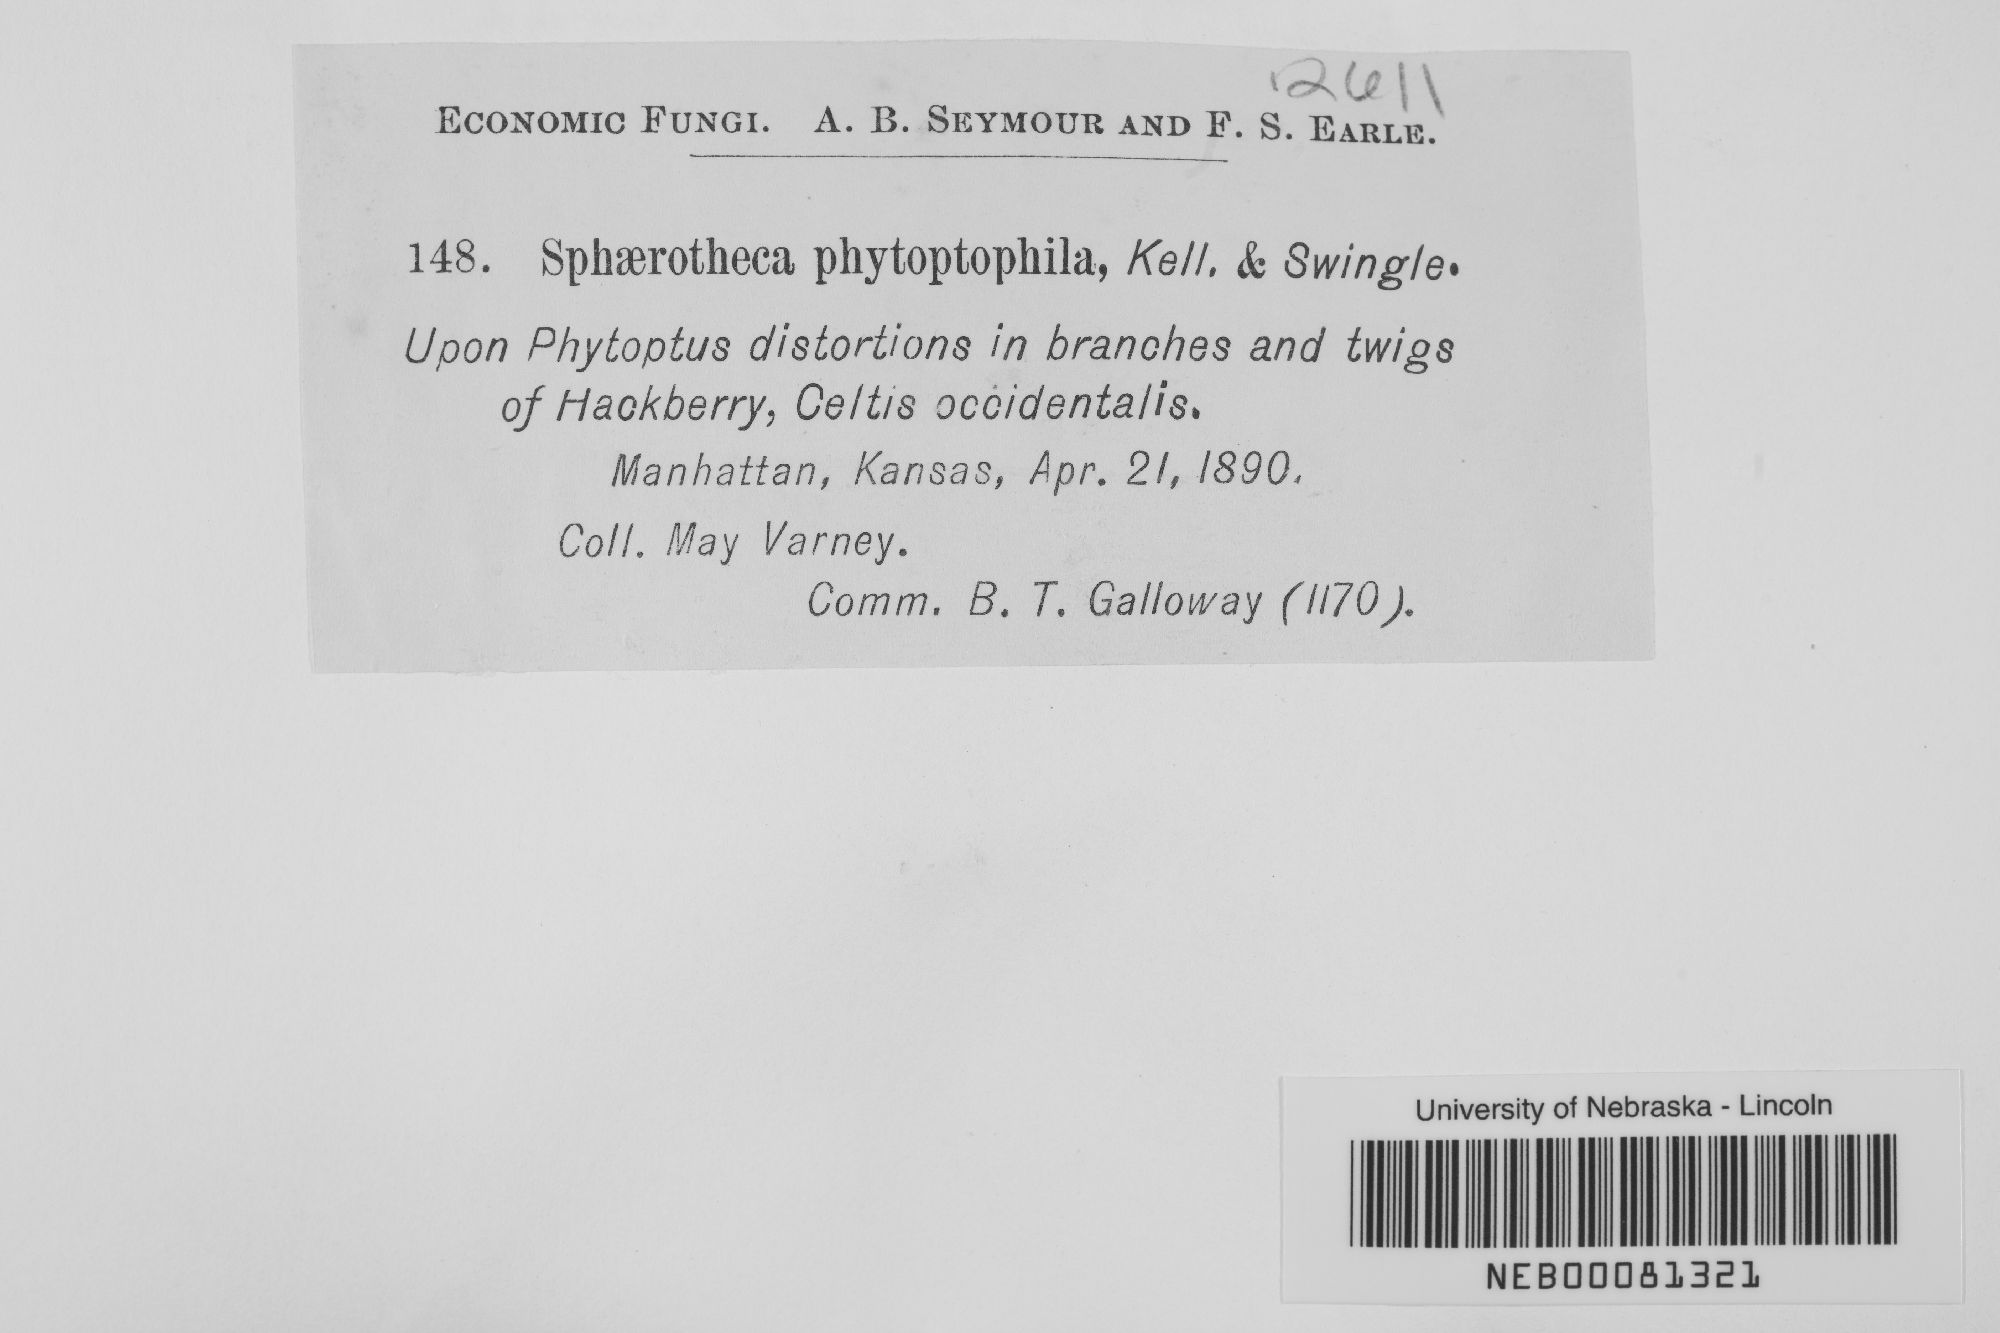 12611
ECONOMIC FUNGI. A. B. SEYMOUR AND F. S. EARLE.
148. Sphærotheca phytoptophila, Kell. & Swingle.
Upon Phytoptus distortions in branches and twigs
of Hackberry, Celtis occidentalis.
Manhattan, Kansas, Apr. 21, 1890.
Coll. May Varney.
Comm. B. T. Galloway (1170).
University of Nebraska - Lincoln
NEB00081321